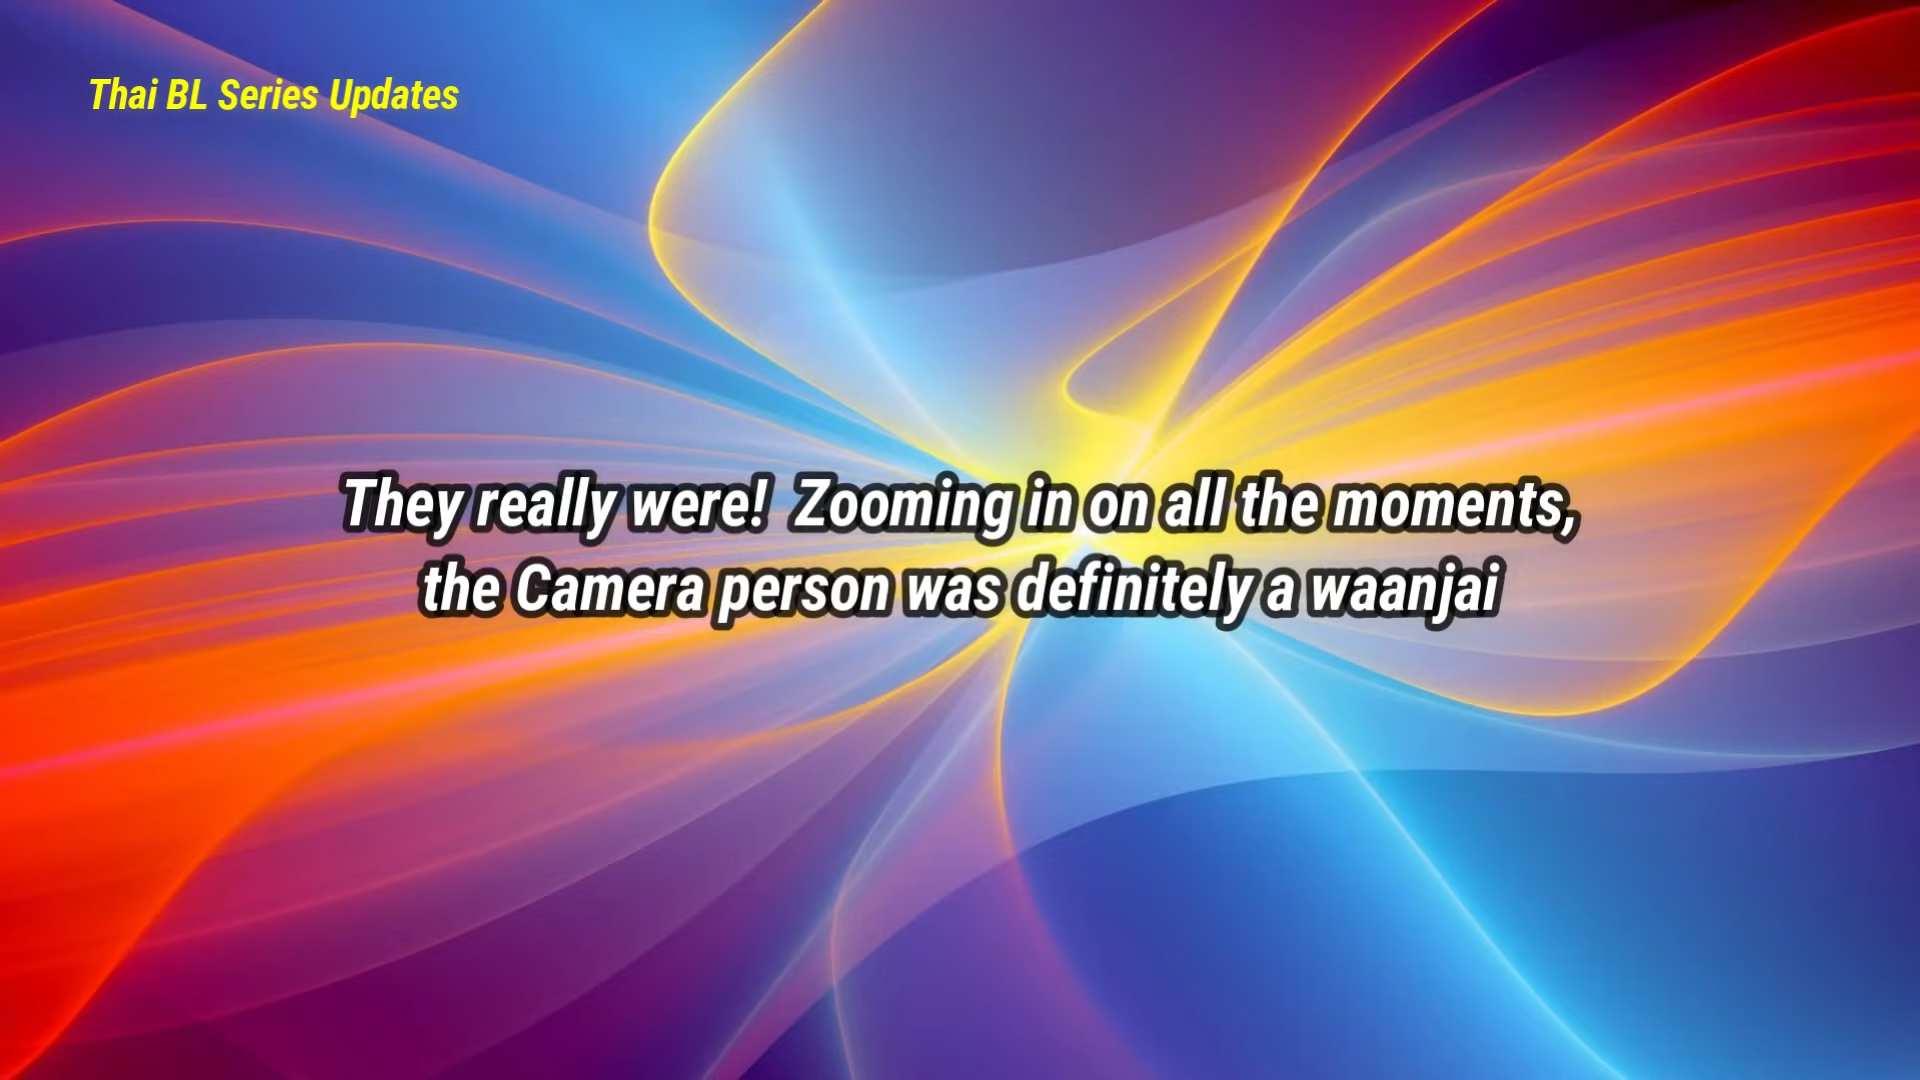 Thai BL Series Updates
They really were!  Zooming in on all the moments,
the Camera person was definitely a waanjai